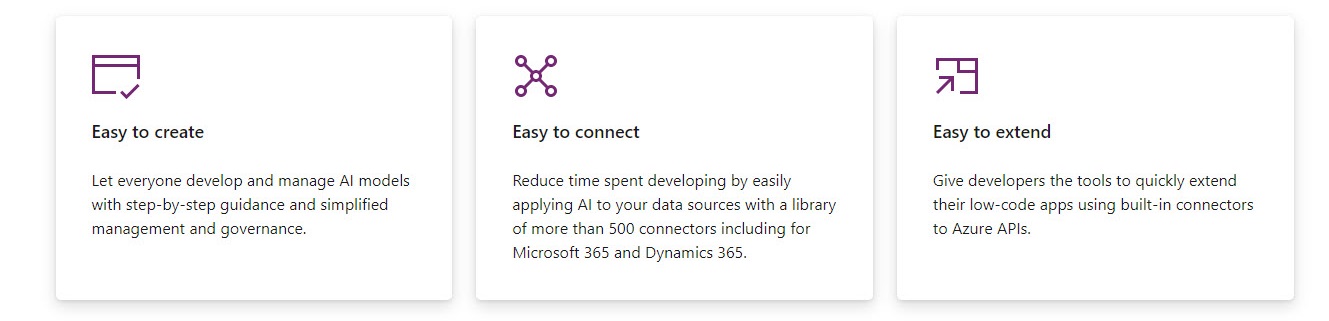 Easy to create
Let everyone develop and manage AI models
with step-by-step guidance and simplified
management and governance.
Easy to connect
Reduce time spent developing by easily
applying AI to your data sources with a library
of more than 500 connectors including for
Microsoft 365 and Dynamics 365.
Easy to extend
Give developers the tools to quickly extend
their low-code apps using built-in connectors
to Azure APIs.